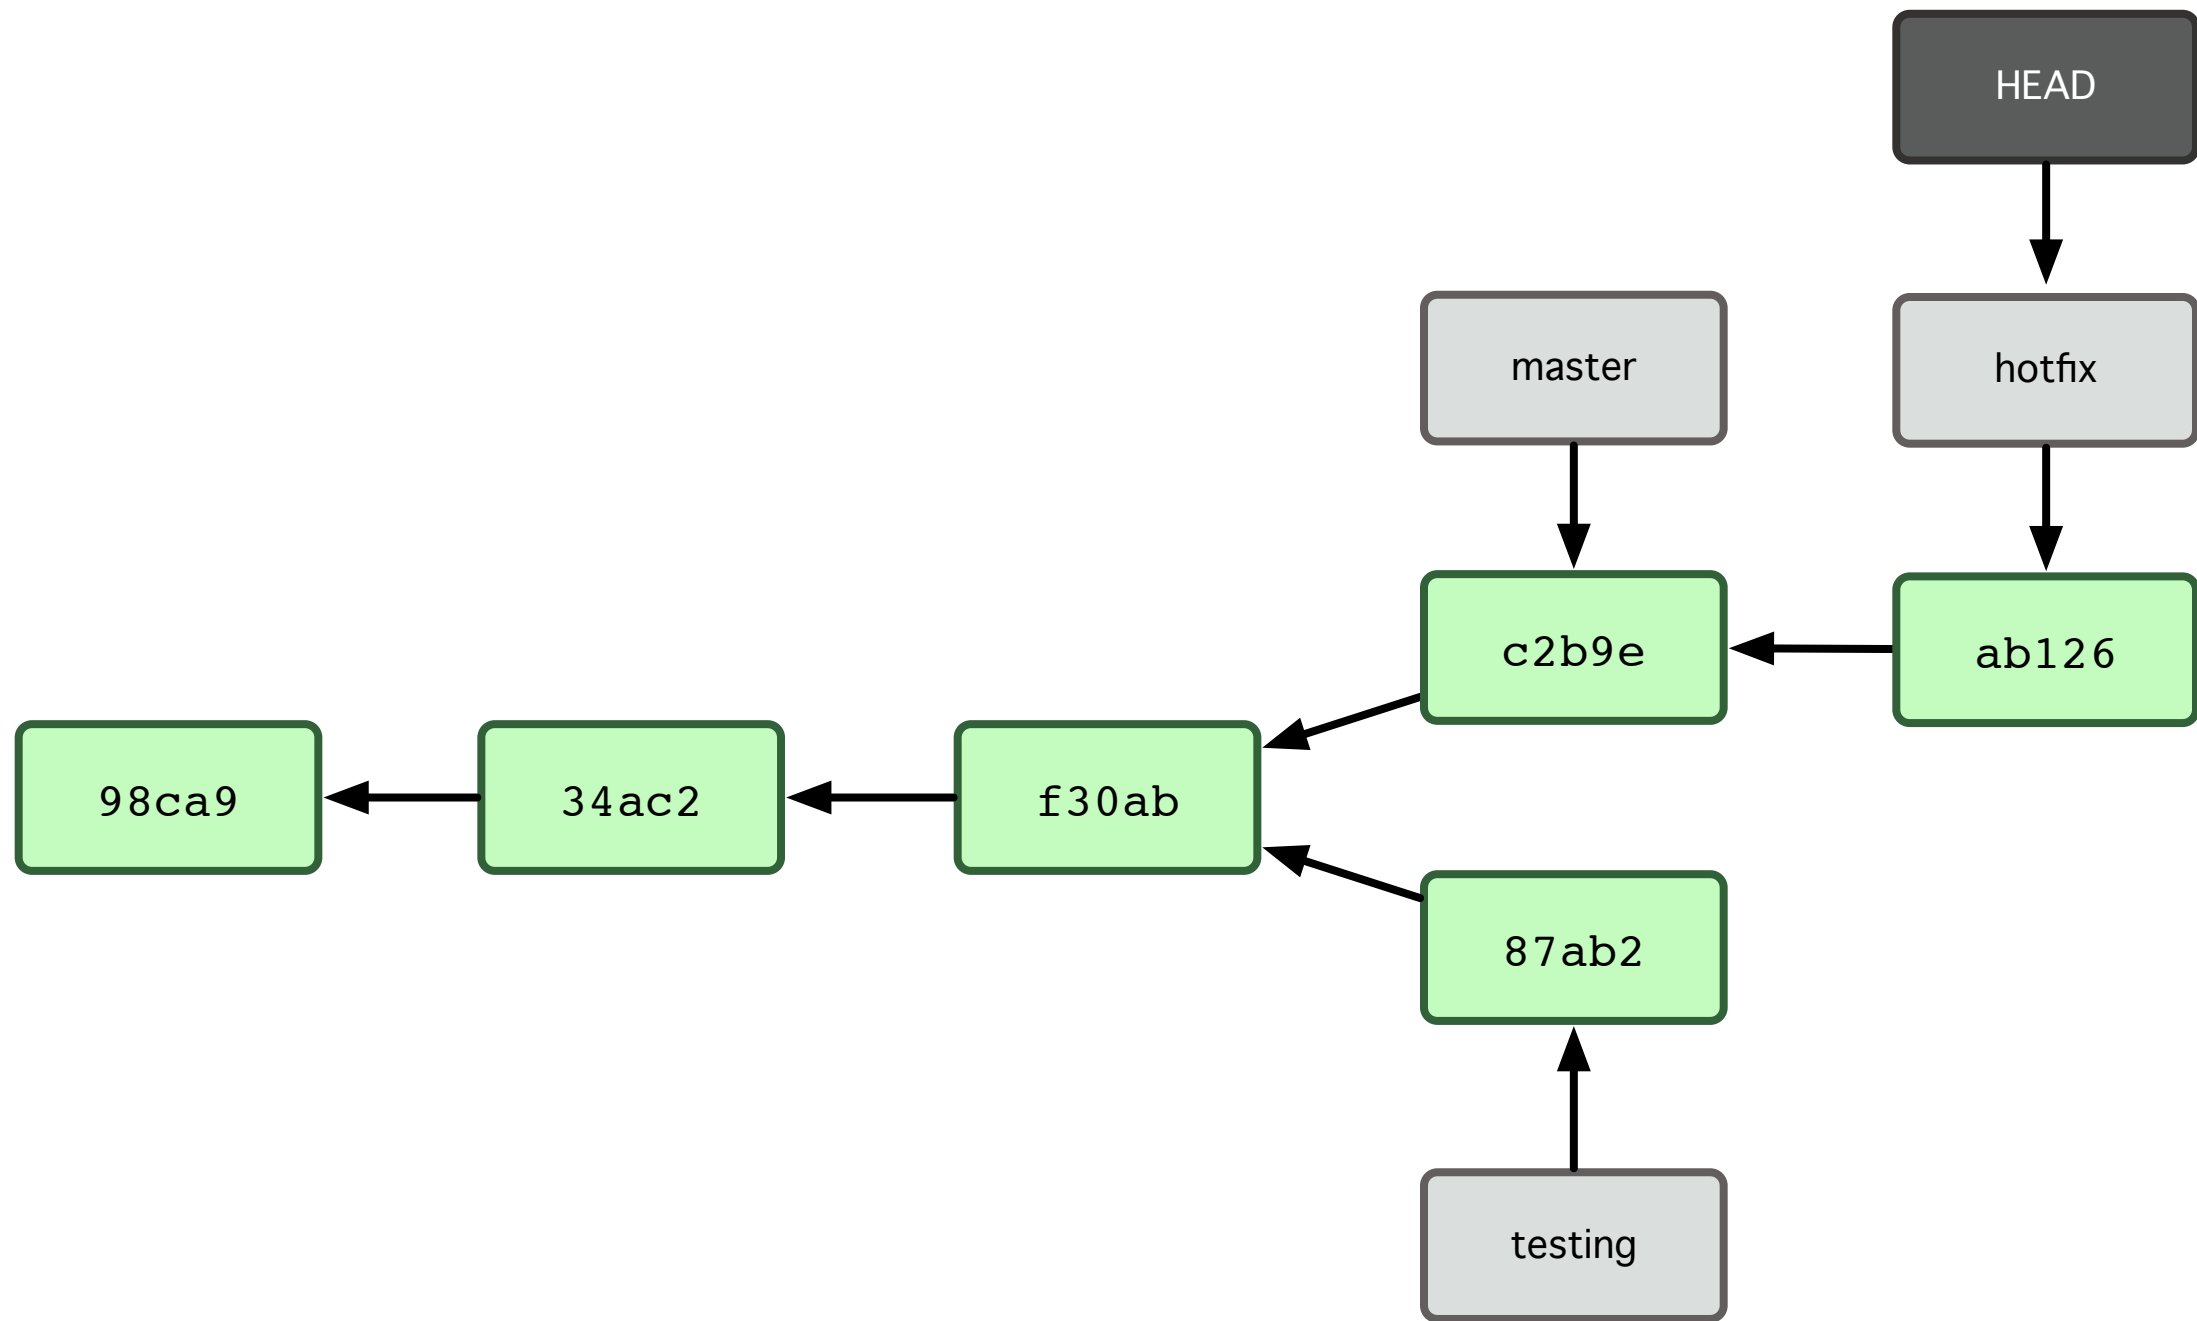 HEAD
master
hotfix
c2b9e
ab126
98ca9
34ac2
f30ab
87ab2
testing